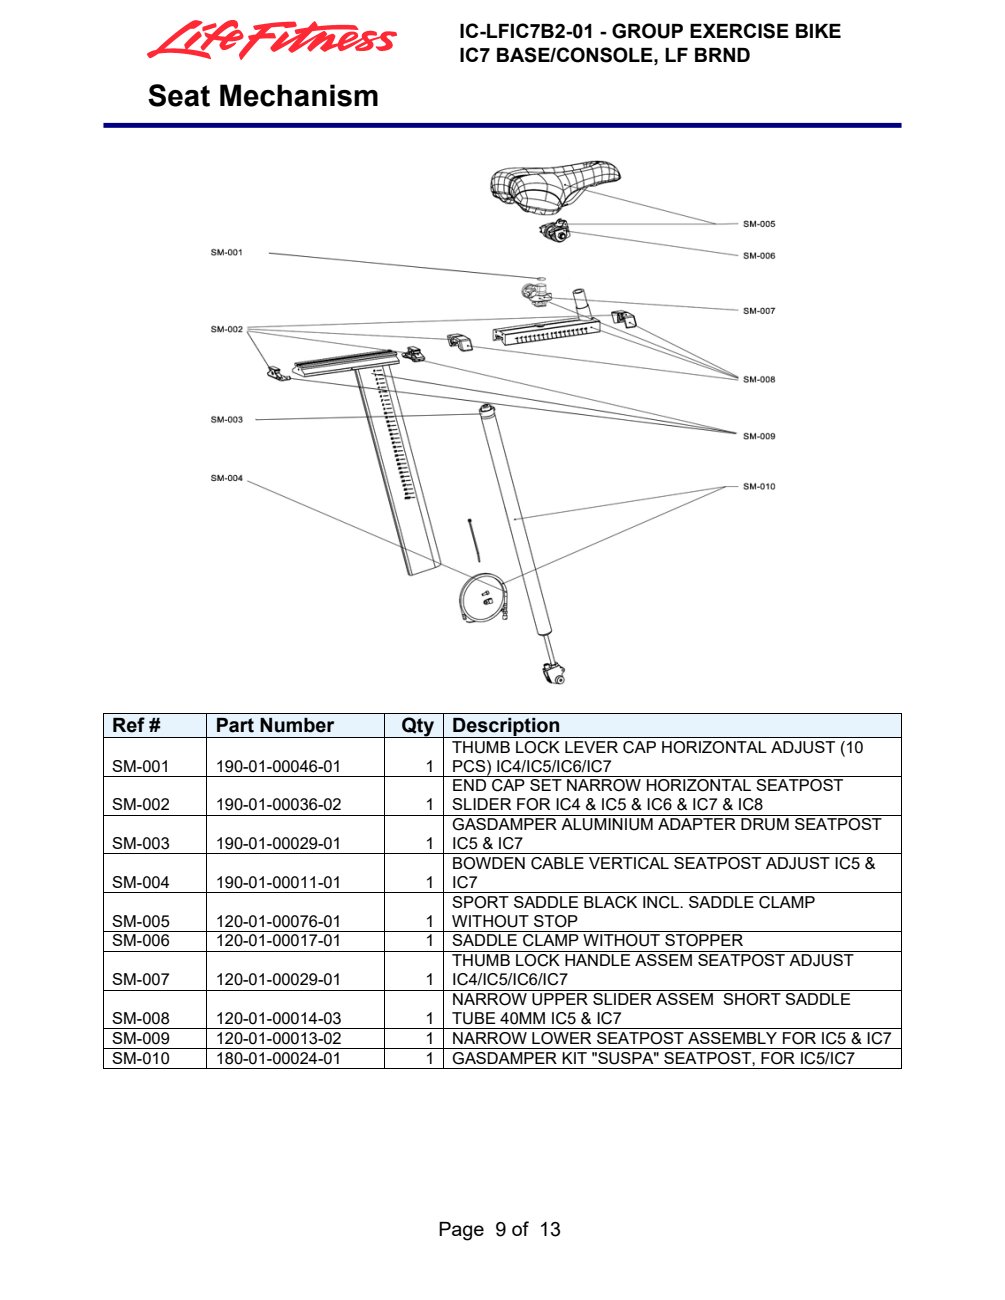 Life Fitness
IC-LFIC7B2-01 - GROUP EXERCISE BIKE
IC7 BASE/CONSOLE, LF BRND
Seat Mechanism
SM-005
SM-001
SM-006
SM-007
SM-002
SM-008
SM-003
SM-009
SM-004
SM-010
Ref # Part Number Qty Description
THUMB LOCK LEVER CAP HORIZONTAL ADJUST (10
SM-001 190-01-00046-01 1 PCS) IC4/IC5/IC6/IC7
END CAP SET NARROW HORIZONTAL SEATPOST
SM-002 190-01-00036-02 1 SLIDER FOR IC4 & IC5 & IC6 & IC7 & IC8
GASDAMPER ALUMINIUM ADAPTER DRUM SEATPOST
SM-003 190-01-00029-01 1 IC5 & IC7
BOWDEN CABLE VERTICAL SEATPOST ADJUST IC5 &
SM-004 190-01-00011-01 1 IC7
SPORT SADDLE BLACK INCL. SADDLE CLAMP
SM-005 120-01-00076-01 1 WITHOUT STOP
SM-006 120-01-00017-01 1 SADDLE CLAMP WITHOUT STOPPER
THUMB LOCK HANDLE ASSEM SEATPOST ADJUST
SM-007 120-01-00029-01 1 IC4/IC5/IC6/IC7
NARROW UPPER SLIDER ASSEM SHORT SADDLE
SM-008 120-01-00014-03 1 TUBE 40MM IC5 & IC7
SM-009 120-01-00013-02 1 NARROW LOWER SEATPOST ASSEMBLY FOR IC5 & IC7
SM-010 180-01-00024-01 1 GASDAMPER KIT "SUSPA" SEATPOST, FOR IC5/IC7
Page 9 of 13